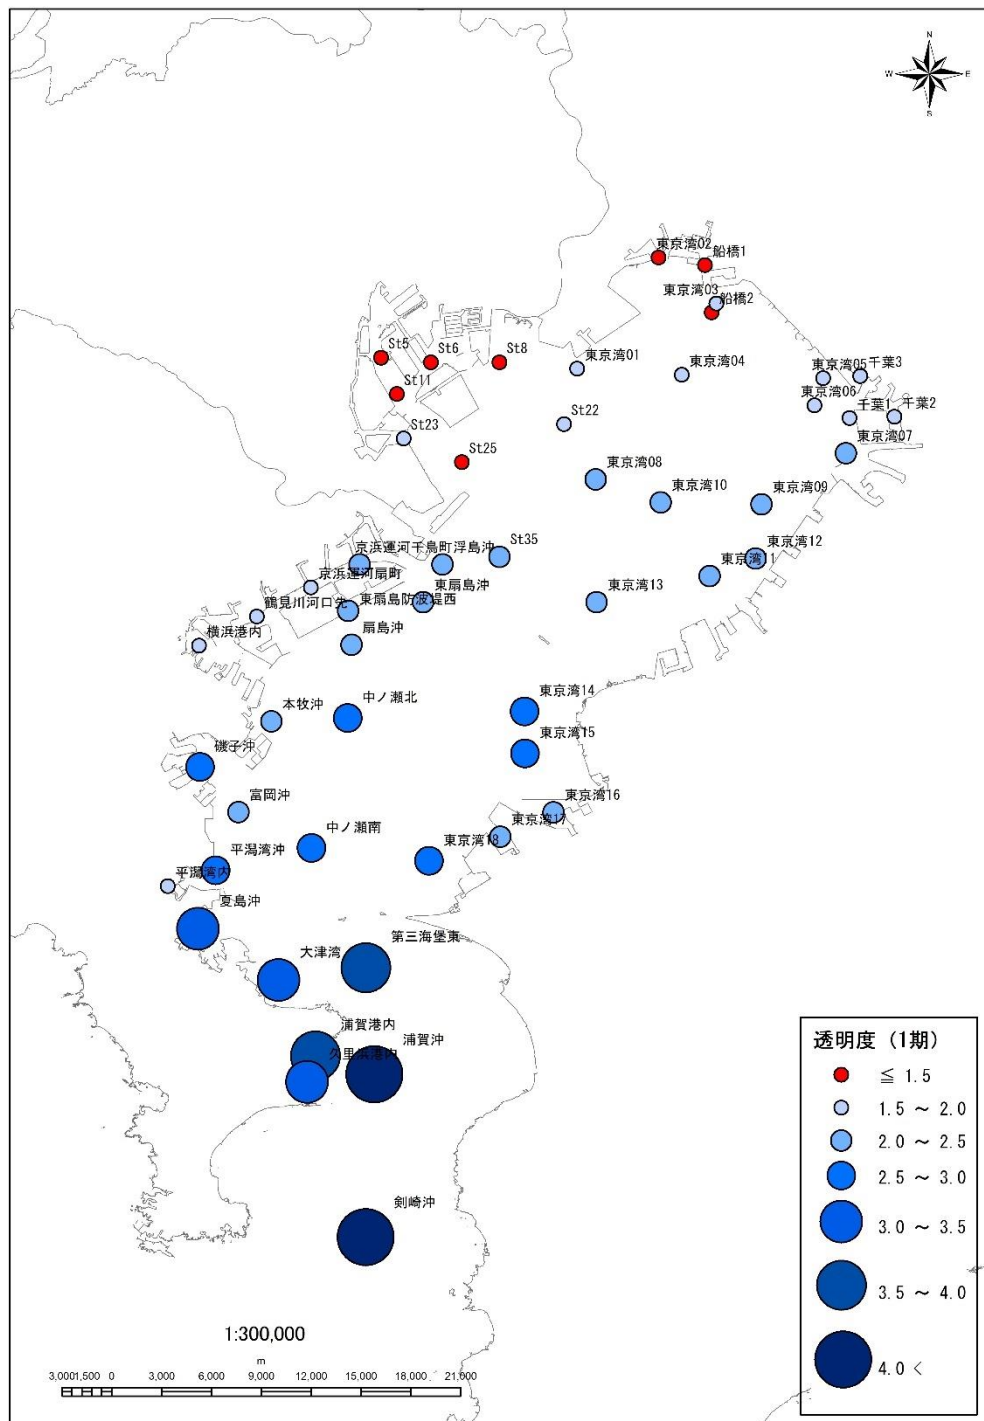 N
W
E
S
東京湾02
船橋1
東京湾03
船橋2
St5
St6
St8
東京湾01
東京湾04
東京湾05
千葉3
St11
東京湾06
St22
千葉1
千葉2
St23
東京湾07
St25
東京湾08
東京湾10
東京湾09
京浜運河千鳥町
浮島沖
St35
東京湾12
東京湾11
京浜運河扇町
東扇島沖
東京湾13
鶴見川河口先
東扇島防波堤西
横浜港内
扇島沖
本牧沖
中ノ瀬北
東京湾14
磯子沖
東京湾15
富岡沖
東京湾16
東京湾17
中ノ瀬南
平潟湾沖
東京湾18
平潟湾内
夏島沖
第三海堡東
大津湾
浦賀港内
浦賀沖
久里浜港内
剣崎沖
透明度 (1期)
≦ 1.5
1.5 ～ 2.0
2.0 ～ 2.5
2.5 ～ 3.0
3.0 ～ 3.5
3.5 ～ 4.0
4.0 <
1:300,000
m
3,000 1,500 0 3,000 6,000 9,000 12,000 15,000 18,000 21,000